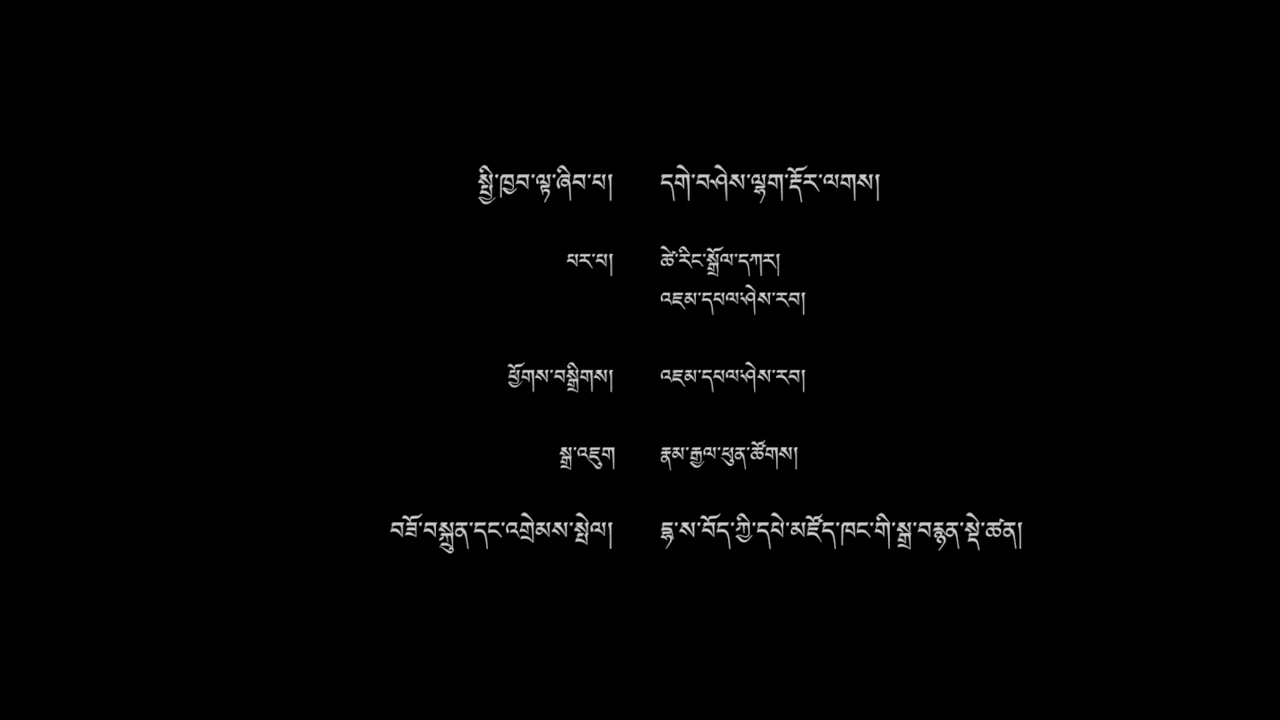 སྤྱི་ཁྱབ་ལྟ་ཞིབ་པ། དགེ་བཤེས་ལྷག་རྡོར་ལགས།
པར་པ། ཚེ་རིང་སྒྲོལ་དཀར།
འཇམ་དཔལ་ཤེས་རབ།
ཕྱོགས་བསྒྲིགས། འཇམ་དཔལ་ཤེས་རབ།
སྒྲ་འཇུག རྣམ་རྒྱལ་ཕུན་ཚོགས།
བཟོ་བསྐྲུན་དང་འགྲེམས་སྤེལ། དྷ་ས་བོད་ཀྱི་དཔེ་མཛོད་ཁང་གི་སྒྲ་བརྙན་སྡེ་ཚན།